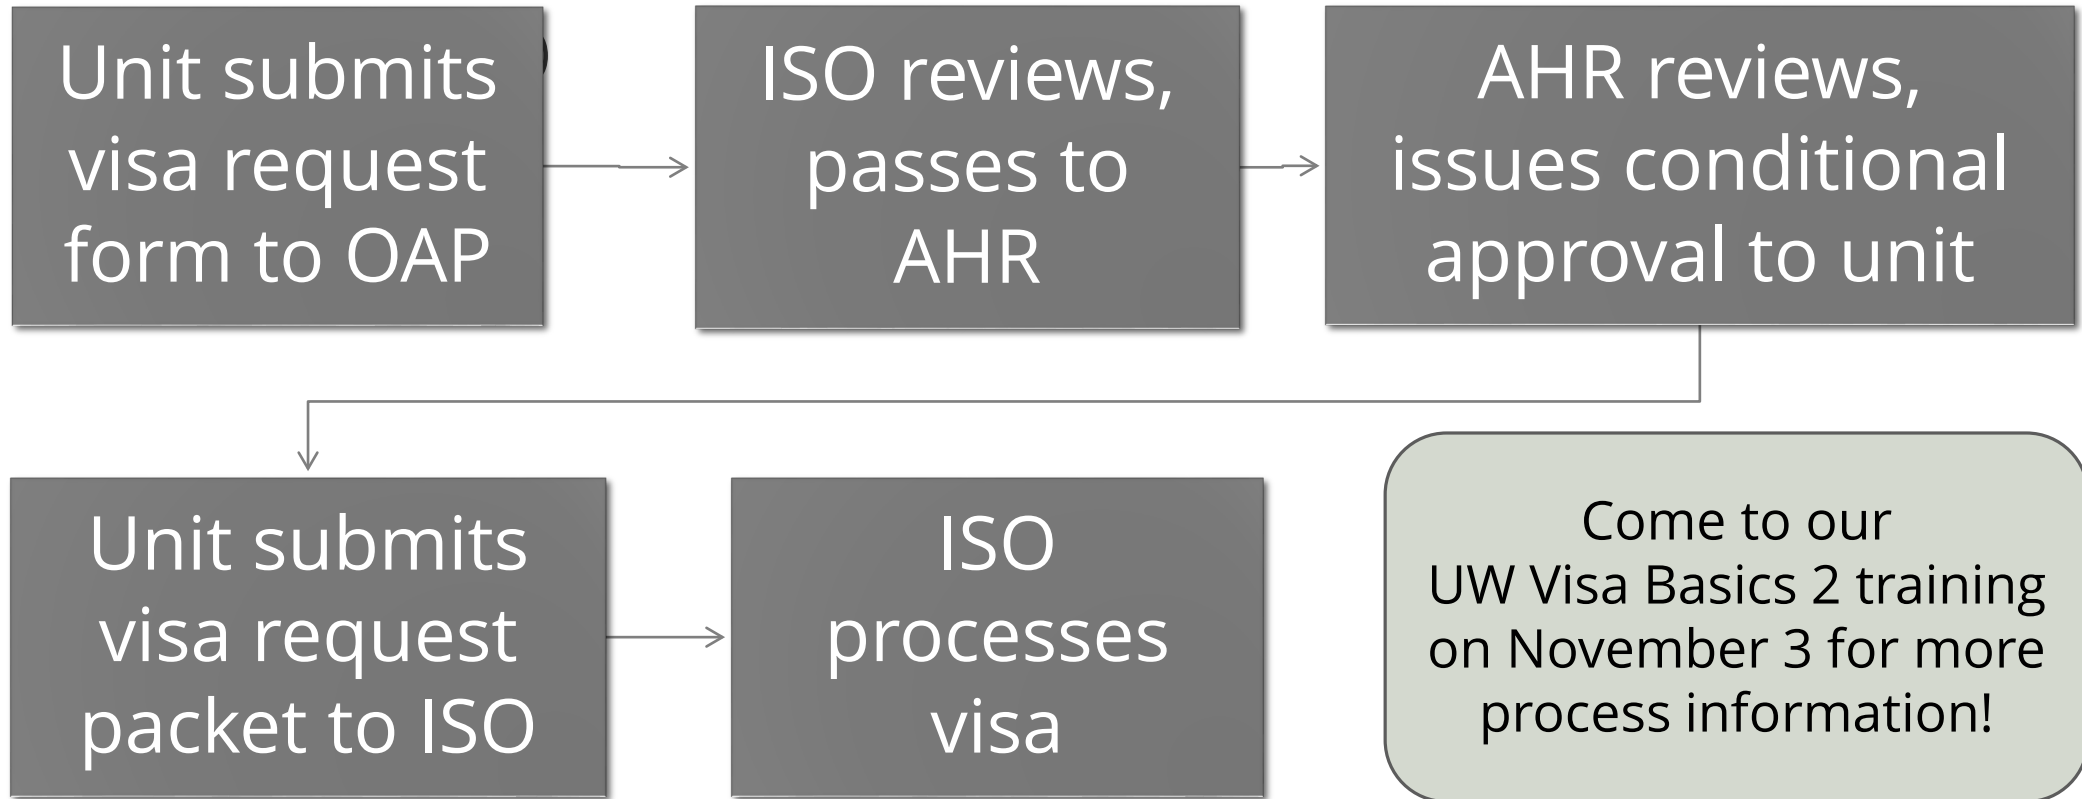 Unit submits
visa request
form to OAP
ISO reviews,
passes to
AHR
AHR reviews,
issues conditional
approval to unit
Unit submits
visa request
packet to ISO
ISO
processes
visa
Come to our
UW Visa Basics 2 training
on November 3 for more
process information!